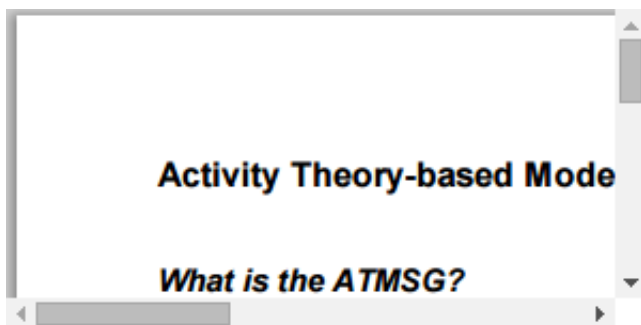 Activity Theory-based Mode
What is the ATMSG?